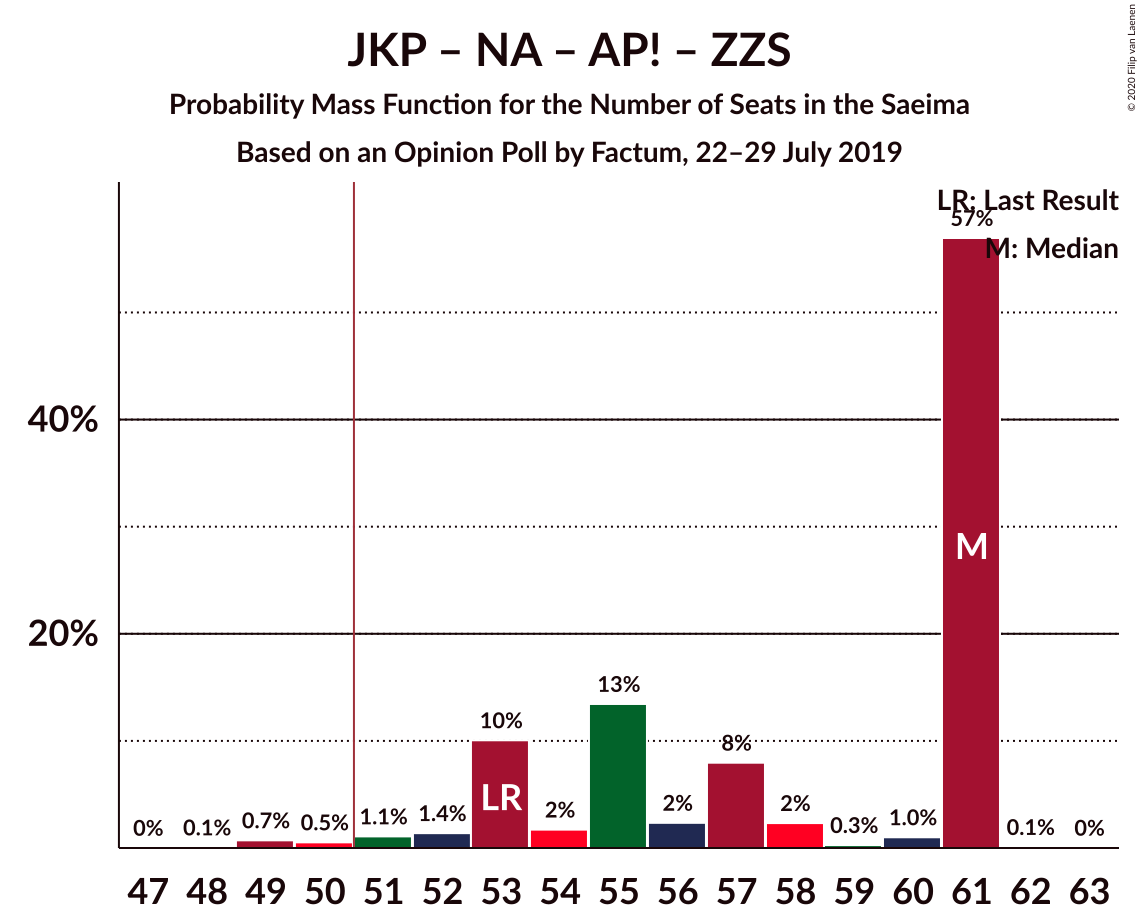 JKP – NA – AP! – ZZS
Probability Mass Function for the Number of Seats in the Saeima
Based on an Opinion Poll by Factum, 22–29 July 2019
© 2020 Filip van Laenen
LR: Last Result
57%
M: Median
40%
M
20%
13%
10%
8%
LR
0%
0.1%
0.7%
0.5%
1.1%
1.4%
2%
2%
2%
0.3%
1.0%
0.1%
0%
47 48 49 50 51 52 53 54 55 56 57 58 59 60 61 62 63